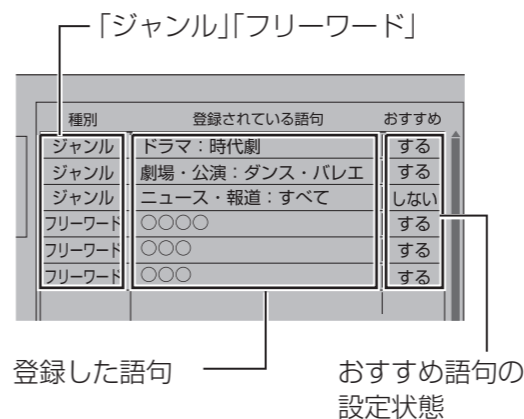 「ジャンル」「フリーワード」
種別 登録されている語句 おすすめ
ジャンル ドラマ：時代劇 する
ジャンル 劇場・公演：ダンス・バレエ する
ジャンル ニュース・報道：すべて しない
フリーワード ○○○○ する
フリーワード ○○○ する
フリーワード ○○○ する
登録した語句
おすすめ語句の
設定状態